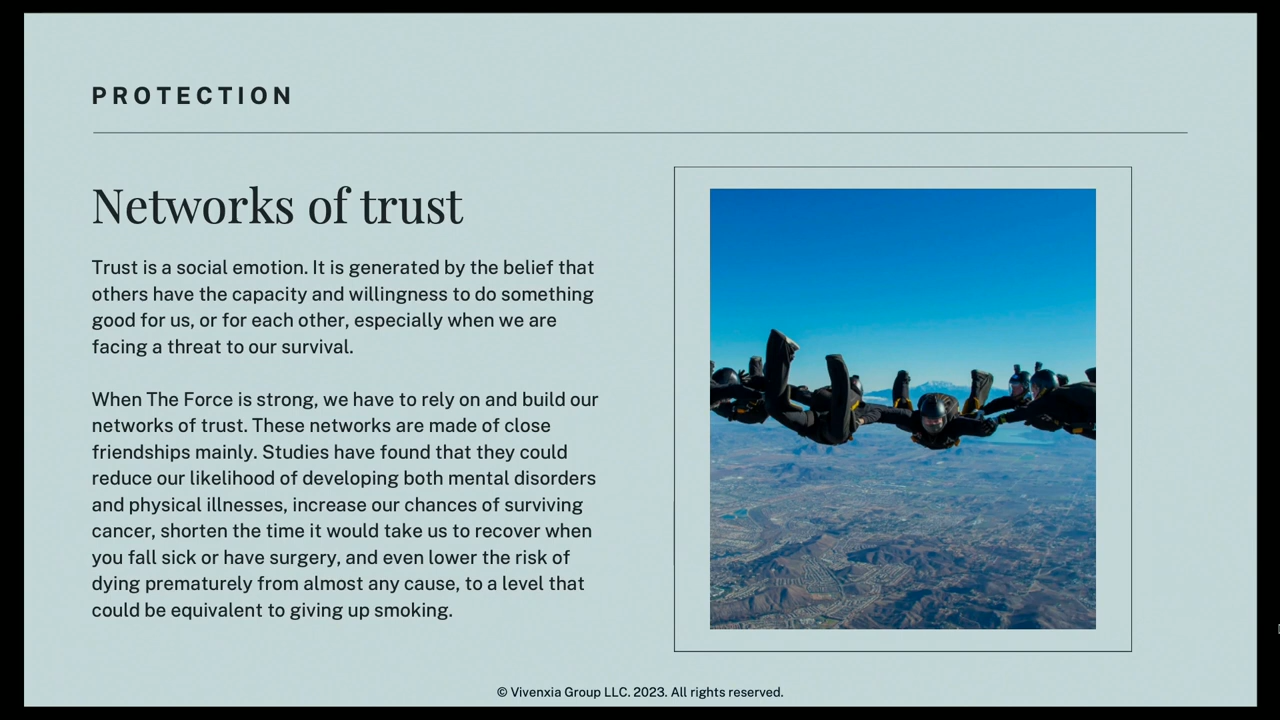 PROTECTION
Networks of trust
Trust is a social emotion. It is generated by the belief that
others have the capacity and willingness to do something
good for us, or for each other, especially when we are
facing a threat to our survival.
When The Force is strong, we have to rely on and build our
networks of trust. These networks are made of close
friendships mainly. Studies have found that they could
reduce our likelihood of developing both mental disorders
and physical illnesses, increase our chances of surviving
cancer, shorten the time it would take us to recover when
you fall sick or have surgery, and even lower the risk of
dying prematurely from almost any cause, to a level that
could be equivalent to giving up smoking.
© Vivenxia Group LLC. 2023. All rights reserved.